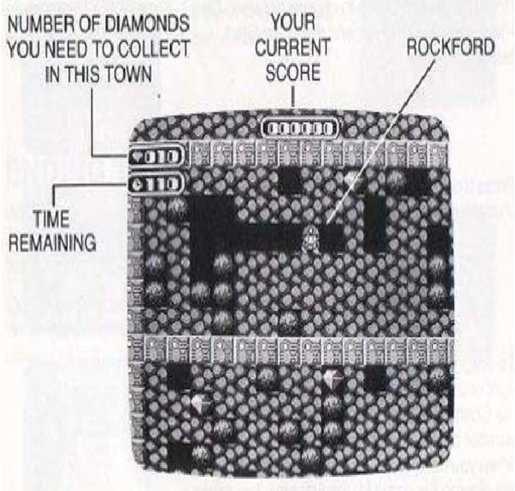 NUMBER OF DIAMONDS
YOU NEED TO COLLECT
IN THIS TOWN
YOUR
CURRENT
SCORE
ROCKFORD
000000
010
110
TIME
REMAINING